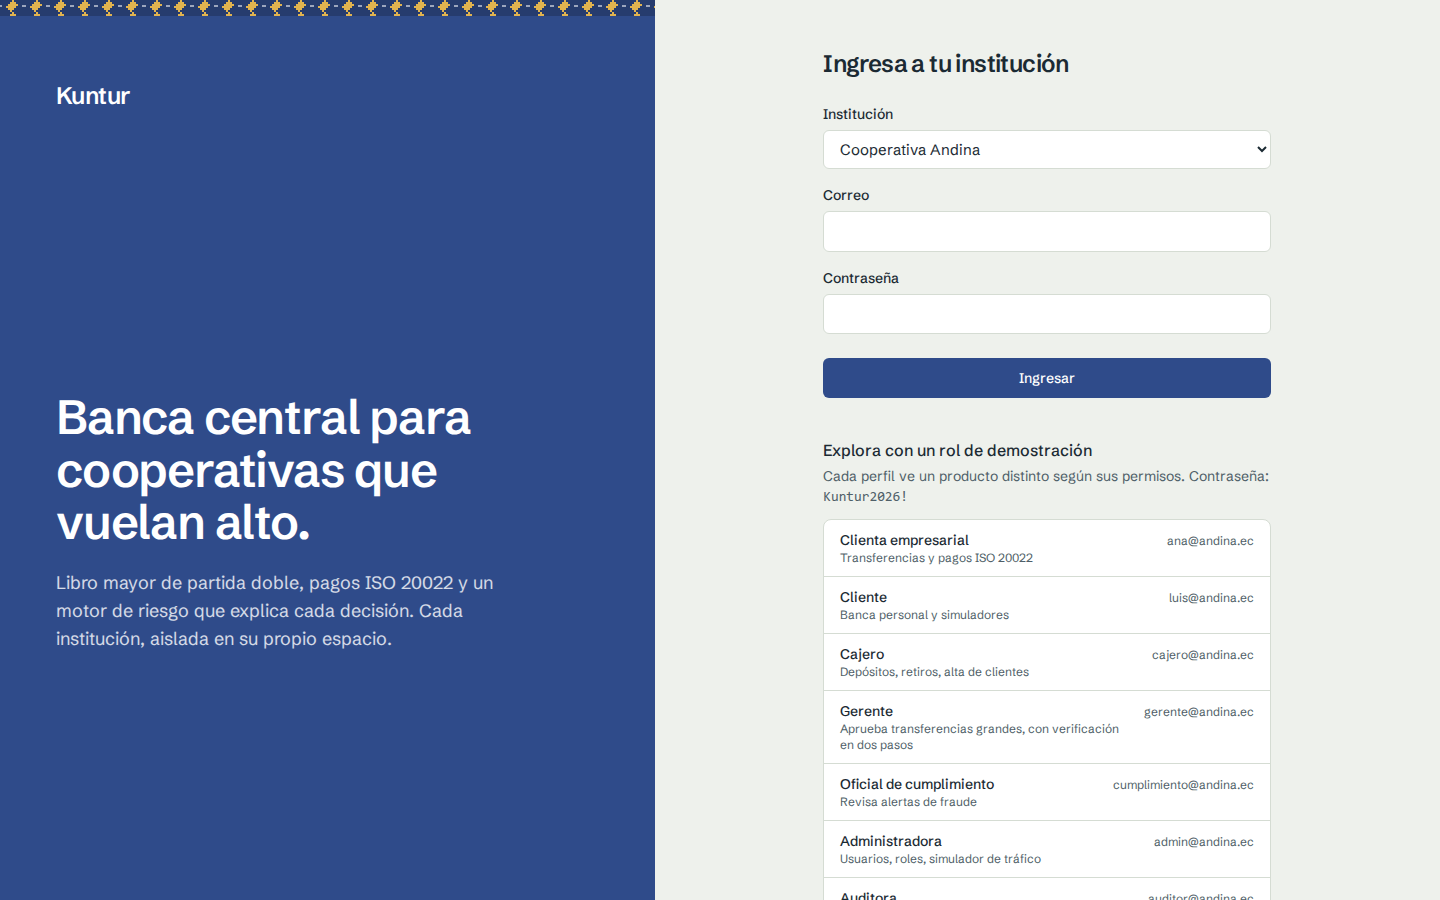 Kuntur
Banca central para
cooperativas que
vuelan alto.
Libro mayor de partida doble, pagos ISO 20022 y un
motor de riesgo que explica cada decisión. Cada
institución, aislada en su propio espacio.
Ingresa a tu institución
Institución
Cooperativa Andina
Correo
Contraseña
Ingresar
Explora con un rol de demostración
Cada perfil ve un producto distinto según sus permisos. Contraseña:
Kuntur2026!
Clienta empresarial ana@andina.ec
Transferencias y pagos ISO 20022
Cliente luis@andina.ec
Banca personal y simuladores
Cajero cajero@andina.ec
Depósitos, retiros, alta de clientes
Gerente gerente@andina.ec
Aprueba transferencias grandes, con verificación
en dos pasos
Oficial de cumplimiento cumplimiento@andina.ec
Revisa alertas de fraude
Administradora admin@andina.ec
Usuarios, roles, simulador de tráfico
Auditora auditor@andina.ec